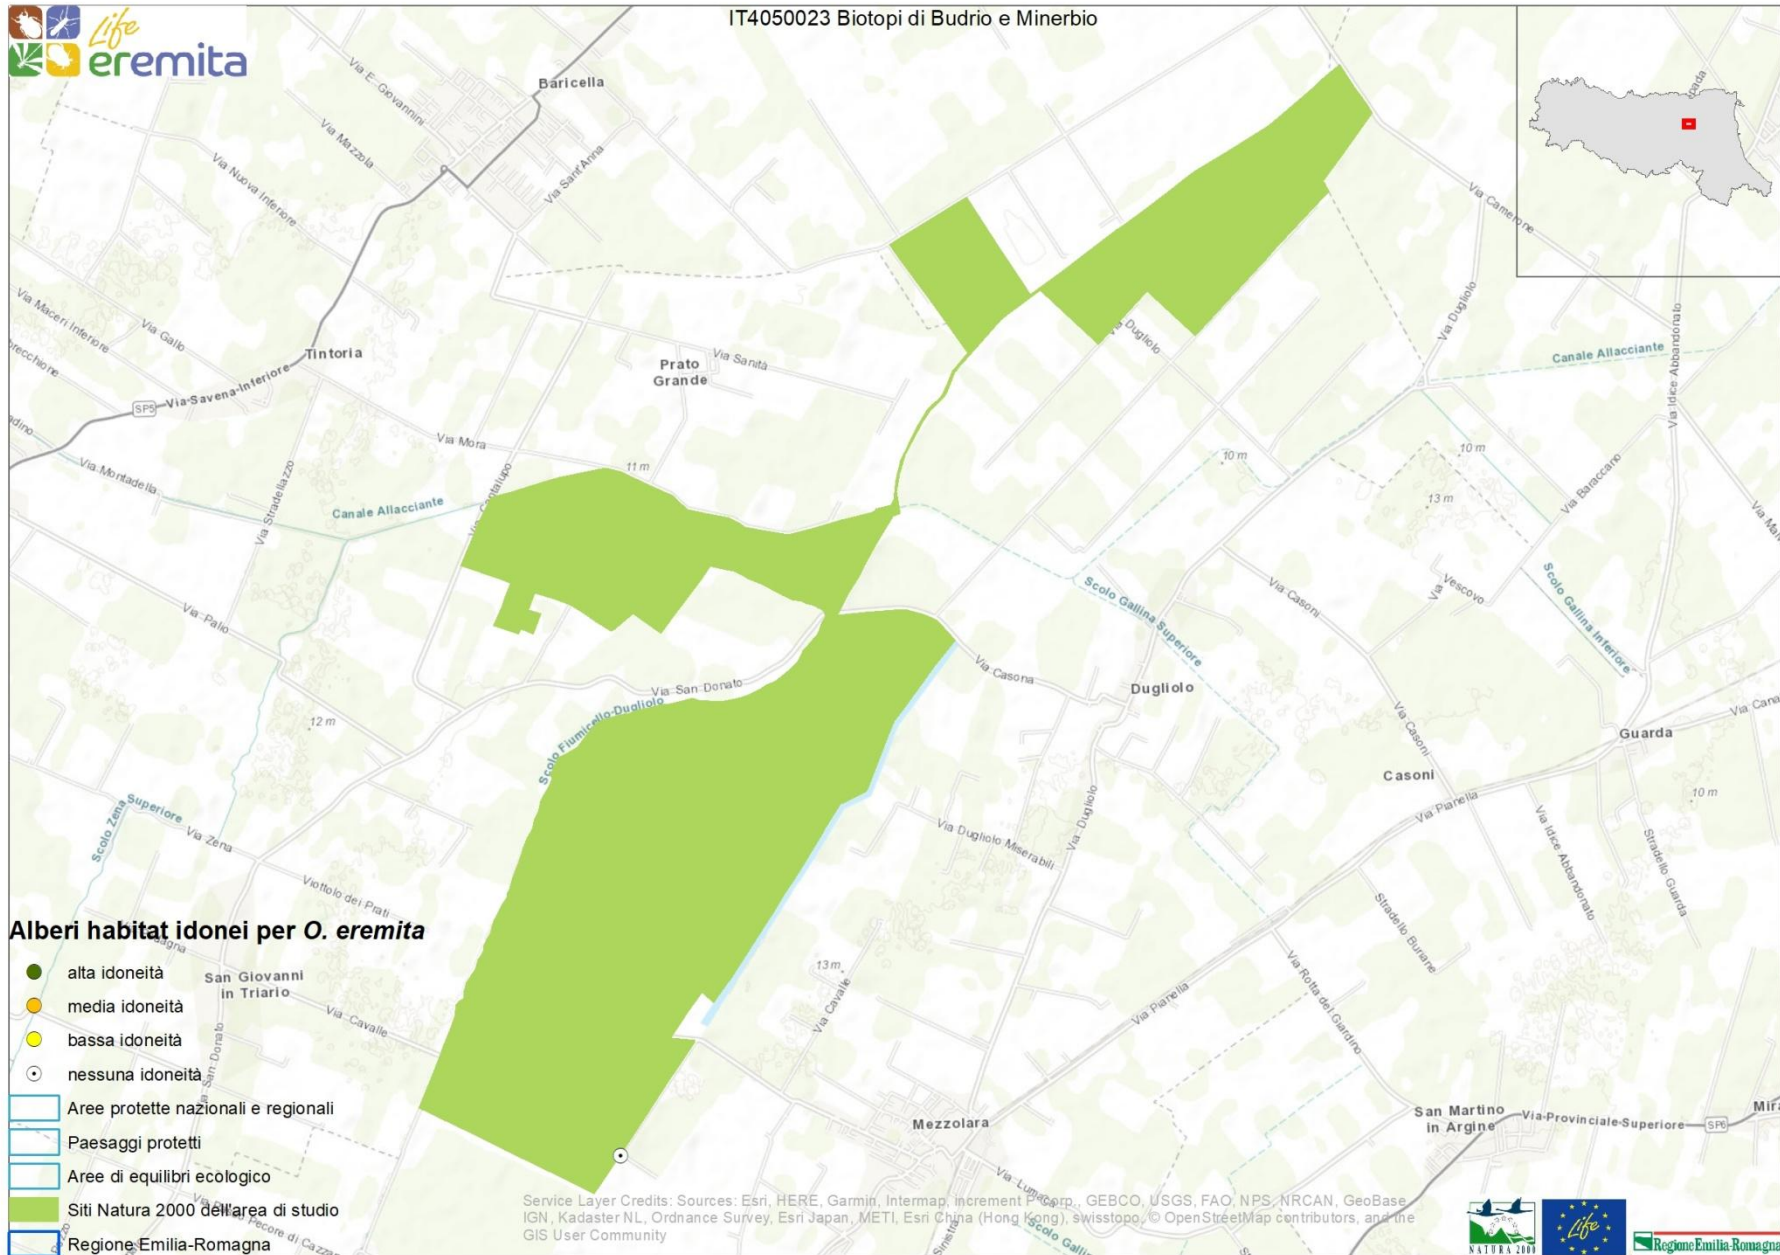 IT4050023 Biotopi di Budrio e Minerbio
Life
eremita
Baricella
Via E. Giovannini
Via Mazzola
Via Nuova Inferiore
Via Sant'Anna
Via Maceri Inferiore
Via Gallo
Tintoria
SP5
Via-Savena-Inferiore
Prato
Grande
Via Sanità
Via Mora
11 m
Via Montadella
Via Stradellazzo
Canale Allacciante
Via Cantalupo
Via Palio
Via Camerone
Via Dugliolo
Dugliolo
Canale Allacciante
Via Idice Abbandonato
10 m
10 m
13 m
Via Baraccano
Via Vescovo
Scolo Gallina Superiore
Scolo Gallina Inferiore
Via Casoni
Via Casona
Dugliolo
Via San Donato
Scolo Fiumicello-Dugliolo
12 m
Via Casoni
Guarda
Casoni
10 m
Via Pianella
Via Dugliolo
Via Dugliolo Miserabili
Scolo Zena Superiore
Via Zena
Viottolo dei Prati
Via Idice Abbandonato
Stradello Guarda
Stradello Buriane
Alberi habitat idonei per O. eremita
alta idoneità
media idoneità
bassa idoneità
nessuna idoneità
Aree protette nazionali e regionali
Paesaggi protetti
Aree di equilibri ecologico
Siti Natura 2000 dell'area di studio
Regione Emilia-Romagna
San Giovanni
in Triario
Via Cavalle
Via San Donato
13 m
Via Cavalle
Via Pianella
Via Rotta del Giardino
Mezzolara
San Martino
in Argine
Via-Provinciale-Superiore
SP6
Service Layer Credits: Sources: Esri, HERE, Garmin, Intermap, increment P Corp., GEBCO, USGS, FAO, NPS, NRCAN, GeoBase,
IGN, Kadaster NL, Ordnance Survey, Esri Japan, METI, Esri China (Hong Kong), swisstopo, © OpenStreetMap contributors, and the
GIS User Community
NATURA 2000
Life
Regione Emilia-Romagna